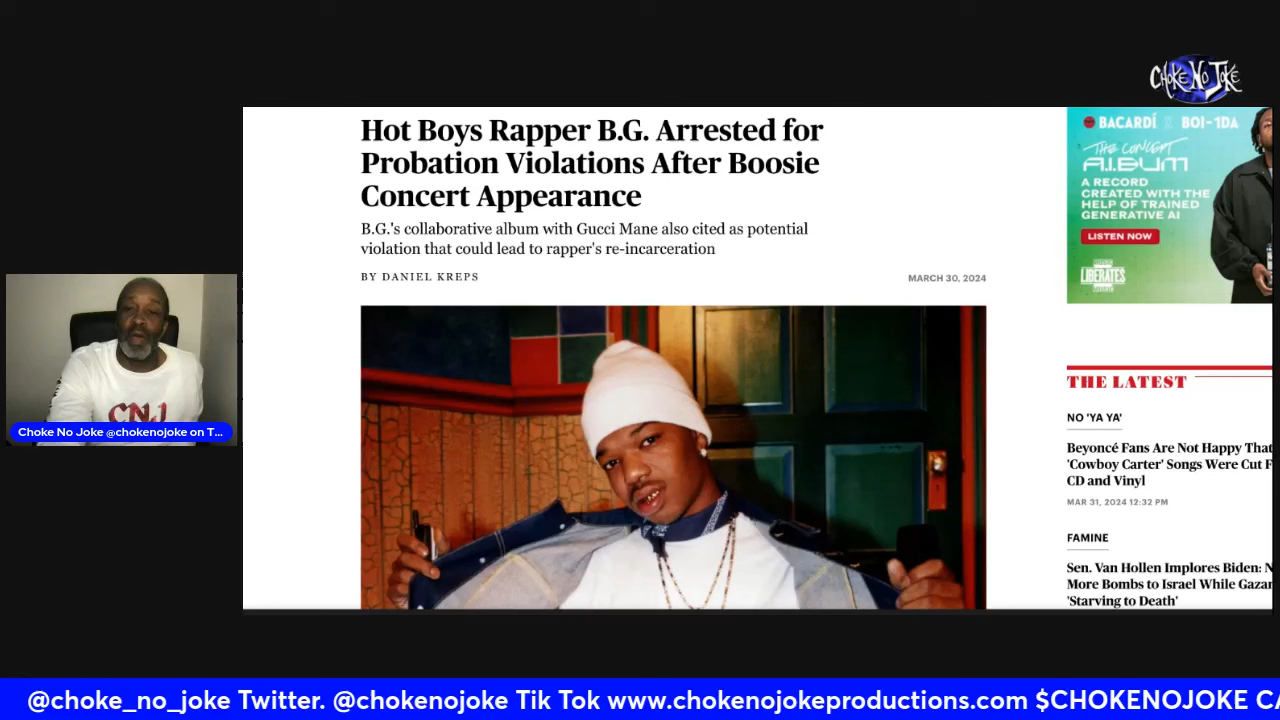 CHOKE NO JOKE
Hot Boys Rapper B.G. Arrested for
Probation Violations After Boosie
Concert Appearance
B.G.'s collaborative album with Gucci Mane also cited as potential
violation that could lead to rapper's re-incarceration
BY DANIEL KREPS
MARCH 30, 2024
BACARDÍ X BOI-1DA
THE CONCEPT
A.I.BUM
A RECORD
CREATED WITH THE
HELP OF TRAINED
GENERATIVE AI
LISTEN NOW
LIBERATES
THE LATEST
NO 'YA YA'
Beyoncé Fans Are Not Happy That
'Cowboy Carter' Songs Were Cut F
CD and Vinyl
MAR 31, 2024 12:32 PM
FAMINE
Sen. Van Hollen Implores Biden: N
More Bombs to Israel While Gazan
'Starving to Death'
CNJ
Choke No Joke @chokenojoke on T...
@choke_no_joke Twitter. @chokenojoke Tik Tok www.chokenojokeproductions.com $CHOKENOJOKE CA